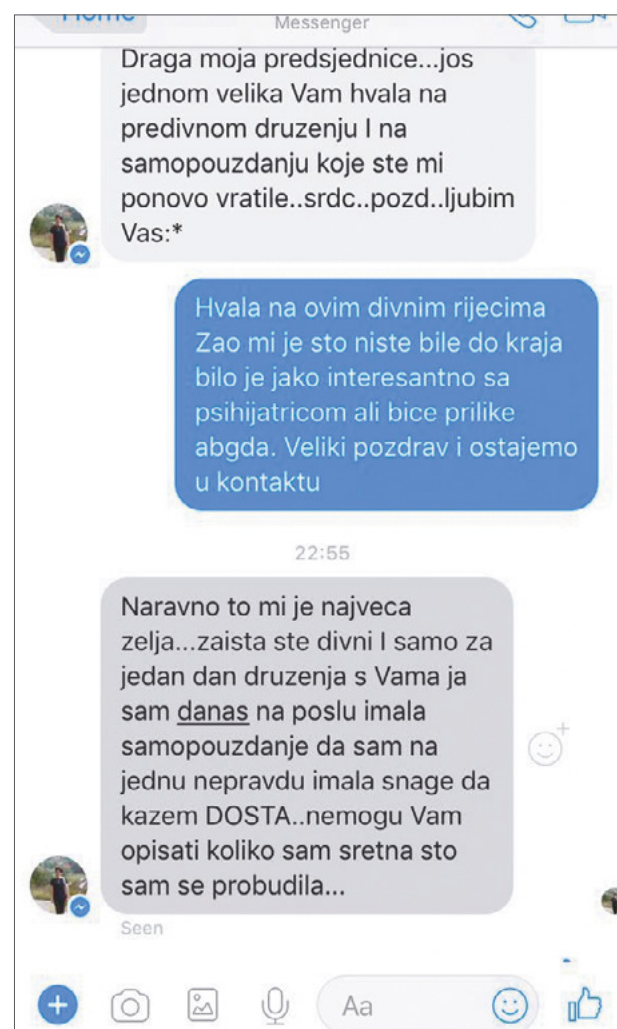 Home
Messenger
Draga moja predsjednice...jos
jednom velika Vam hvala na
predivnom druzenju I na
samopouzdanju koje ste mi
ponovo vratile..srdc..pozd..ljubim
Vas:*
Hvala na ovim divnim rijecima
Zao mi je sto niste bile do kraja
bilo je jako interesantno sa
psihijatricom ali bice prilike
abgda. Veliki pozdrav i ostajemo
u kontaktu
22:55
Naravno to mi je najveca
zelja...zaista ste divni I samo za
jedan dan druzenja s Vama ja
sam danas na poslu imala
samopouzdanje da sam na
jednu nepravdu imala snage da
kazem DOSTA..nemogu Vam
opisati koliko sam sretna sto
sam se probudila...
Seen
Aa